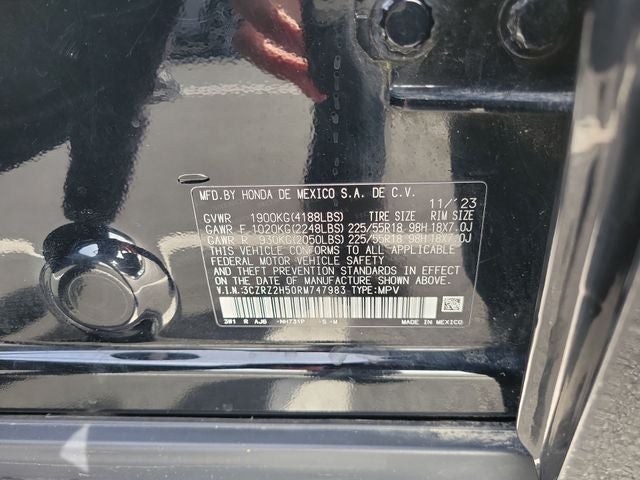 MFD.BY HONDA DE MEXICO S.A. DE C.V. 11/'23
GVWR 1900KG(4188LBS) TIRE SIZE RIM SIZE
GAWR F 1020KG(2248LBS) 225/55R18 98H 18X7.0J
GAWR R 930KG(2050LBS) 225/55R18 98H 18X7.0J
THIS VEHICLE CONFORMS TO ALL APPLICABLE
FEDERAL MOTOR VEHICLE SAFETY
AND THEFT PREVENTION STANDARDS IN EFFECT ON
THE DATE OF MANUFACTURE SHOWN ABOVE.
V.I.N.:3CZRZ2H50RM747983 TYPE:MPV
301 R AJB -NH731P -S -M MADE IN MEXICO